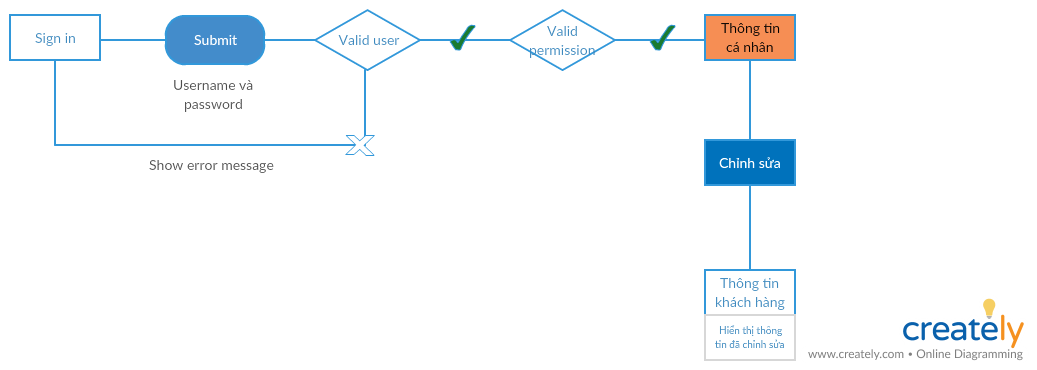 Sign in
Submit
Valid user
Valid
permission
Thông tin
cá nhân
Username và
password
Show error message
Chỉnh sửa
Thông tin
khách hàng
Hiển thị thông
tin đã chỉnh sửa
creately
www.creately.com • Online Diagramming